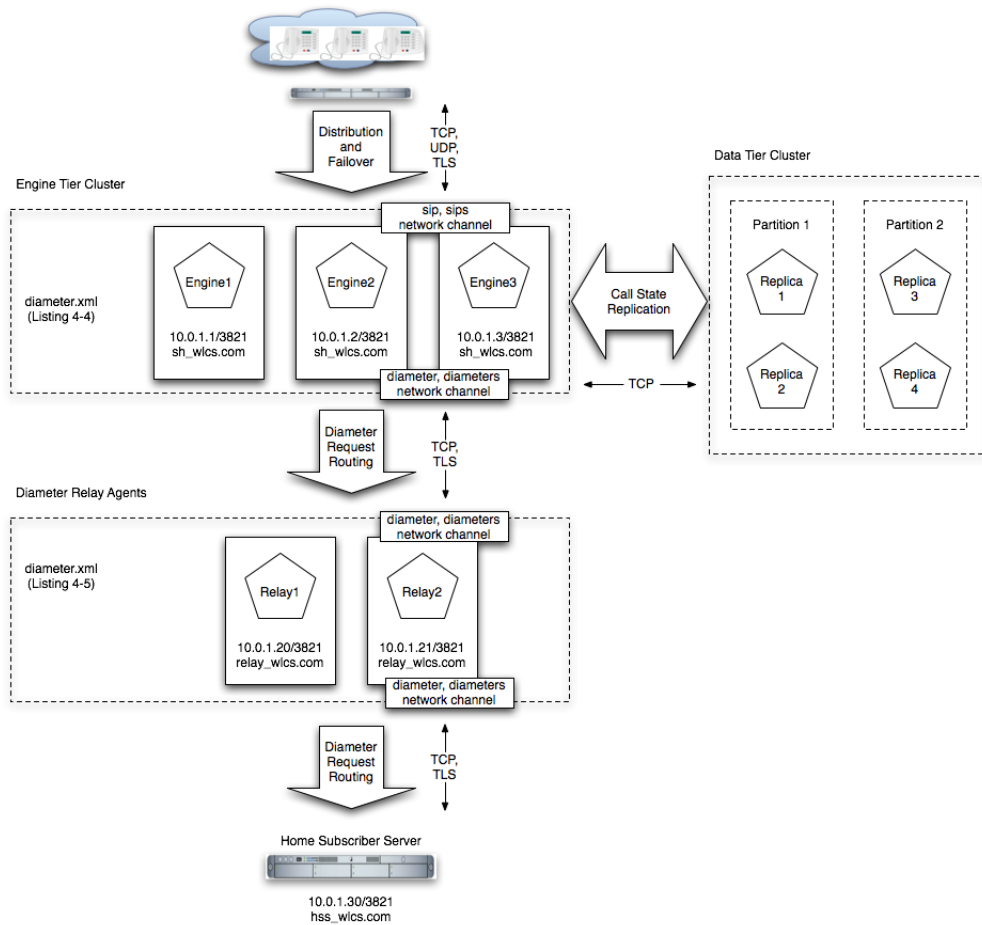 Distribution
and
Failover
TCP,
UDP,
TLS
Engine Tier Cluster
sip, sips
network channel
diameter.xml
(Listing 4-4)
Engine1
10.0.1.1/3821
sh_wlcs.com
Engine2
10.0.1.2/3821
sh_wlcs.com
Engine3
10.0.1.3/3821
sh_wlcs.com
diameter, diameters
network channel
Call State
Replication
TCP
Data Tier Cluster
Partition 1
Replica
1
Replica
2
Partition 2
Replica
3
Replica
4
Diameter
Request
Routing
TCP,
TLS
Diameter Relay Agents
diameter, diameters
network channel
diameter.xml
(Listing 4-5)
Relay1
10.0.1.20/3821
relay_wlcs.com
Relay2
10.0.1.21/3821
relay_wlcs.com
diameter, diameters
network channel
Diameter
Request
Routing
TCP,
TLS
Home Subscriber Server
10.0.1.30/3821
hss_wlcs.com